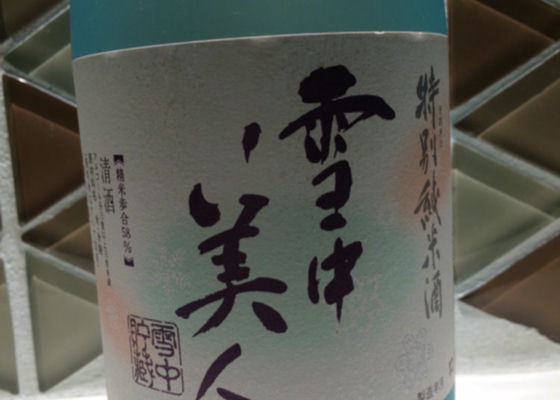 特別純米酒
雪中
美人
【精米歩合58%】
清酒
雪中
貯蔵